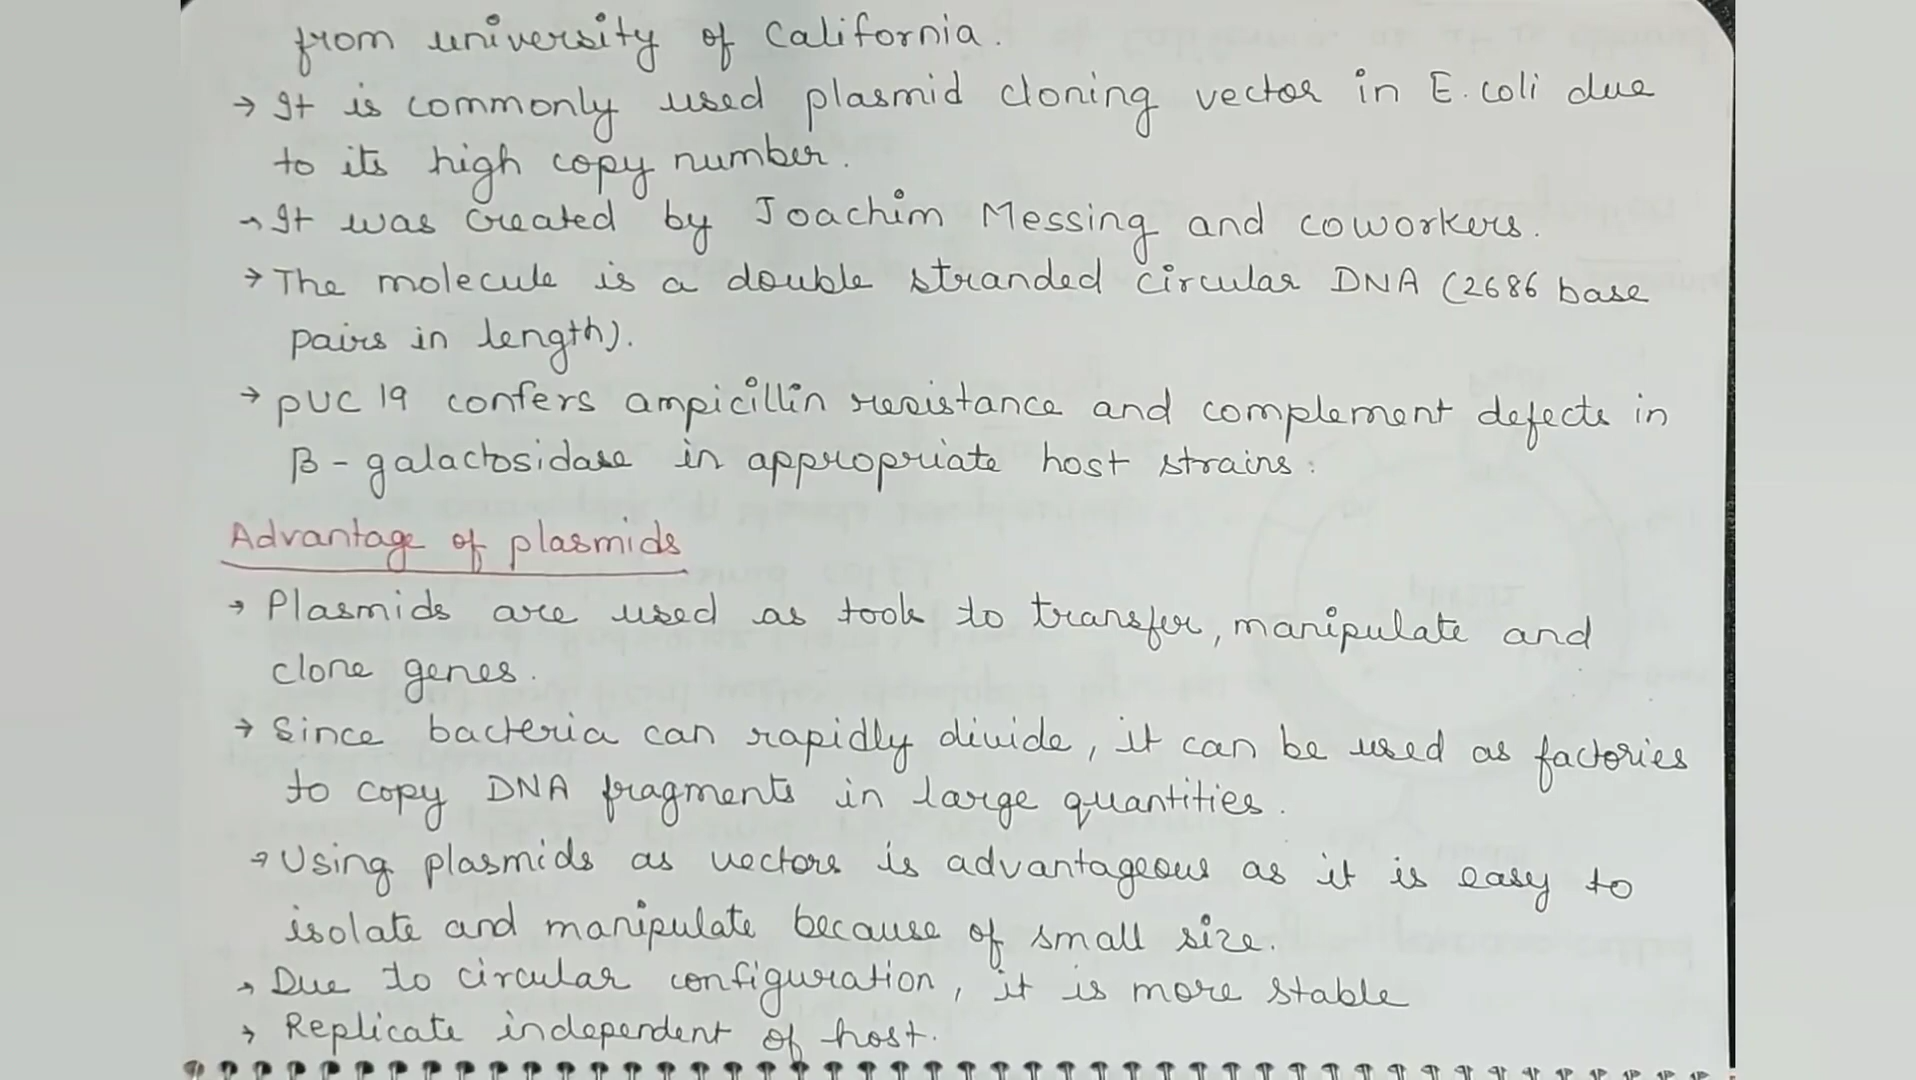 from university of California.
→ It is commonly used plasmid cloning vector in E.coli due
to its high copy number.
→ It was created by Joachim Messing and coworkers.
→ The molecule is a double stranded circular DNA (2686 base
pairs in length).
→ pUC 19 confers ampicillin resistance and complement defects in
β-galactosidase in appropriate host strains.
Advantage of plasmids
→ Plasmids are used as tools to transfer, manipulate and
clone genes.
→ Since bacteria can rapidly divide, it can be used as factories
to copy DNA fragments in large quantities.
→ Using plasmids as vectors is advantageous as it is easy to
isolate and manipulate because of small size.
→ Due to circular configuration, it is more stable
→ Replicate independent of host.